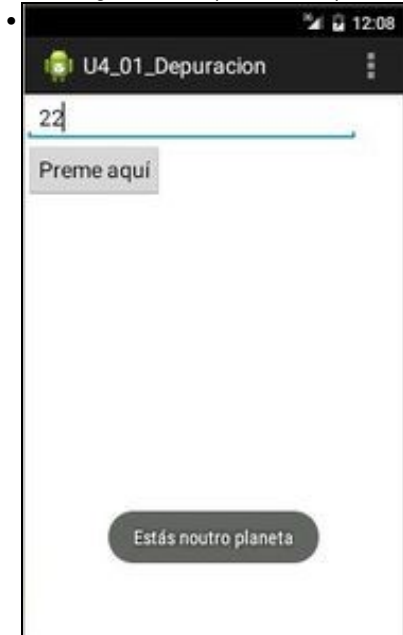 12:08
U4_01_Depuracion
22
Preme aquí
Estás noutro planeta